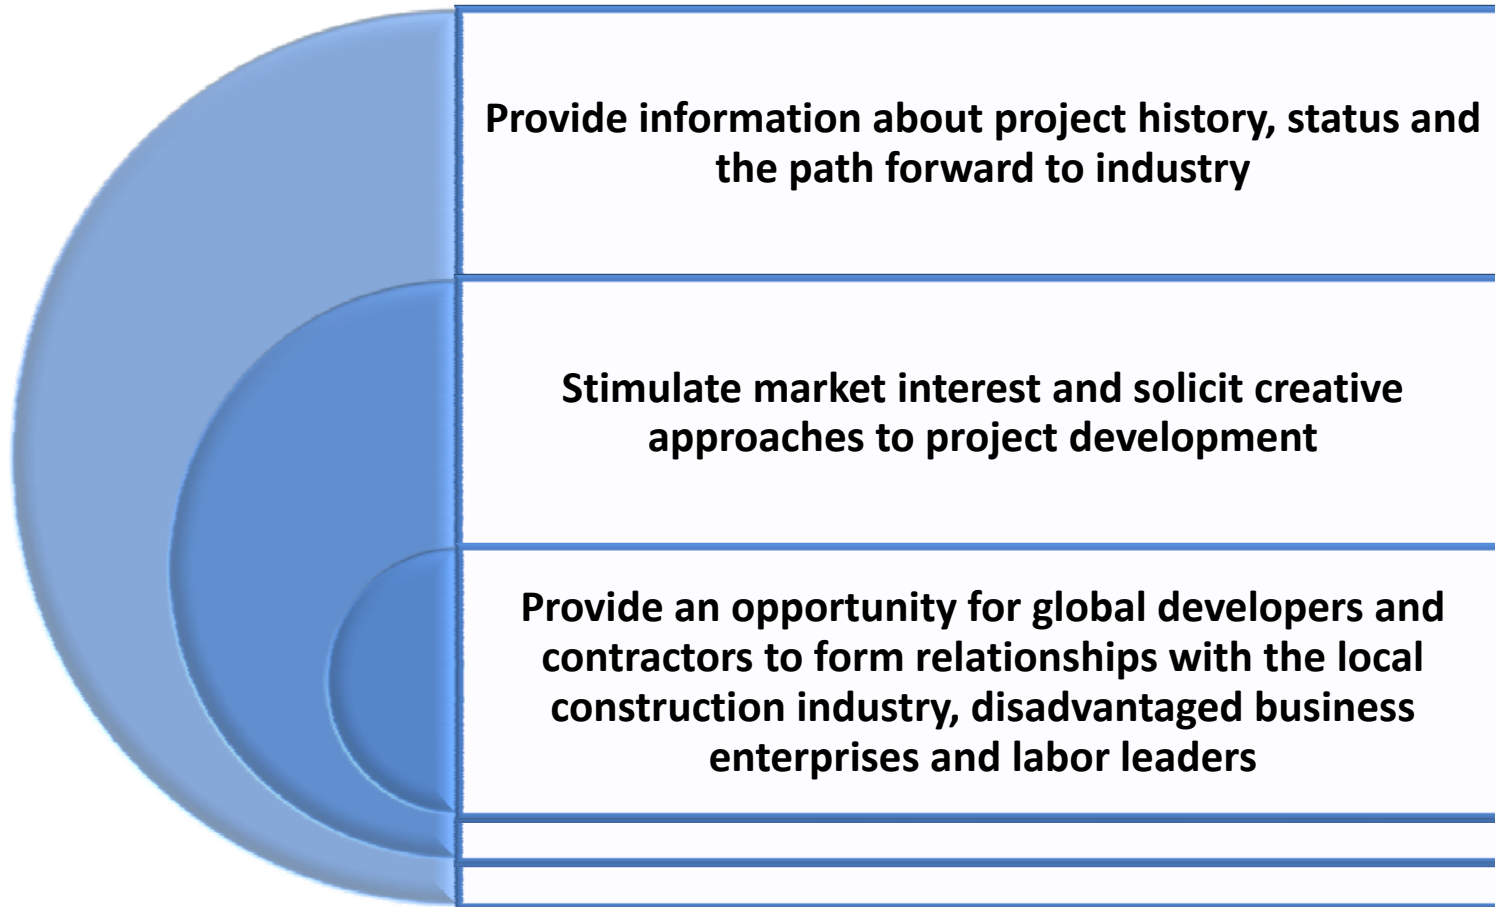 Provide information about project history, status and
the path forward to industry
Stimulate market interest and solicit creative
approaches to project development
Provide an opportunity for global developers and
contractors to form relationships with the local
construction industry, disadvantaged business
enterprises and labor leaders